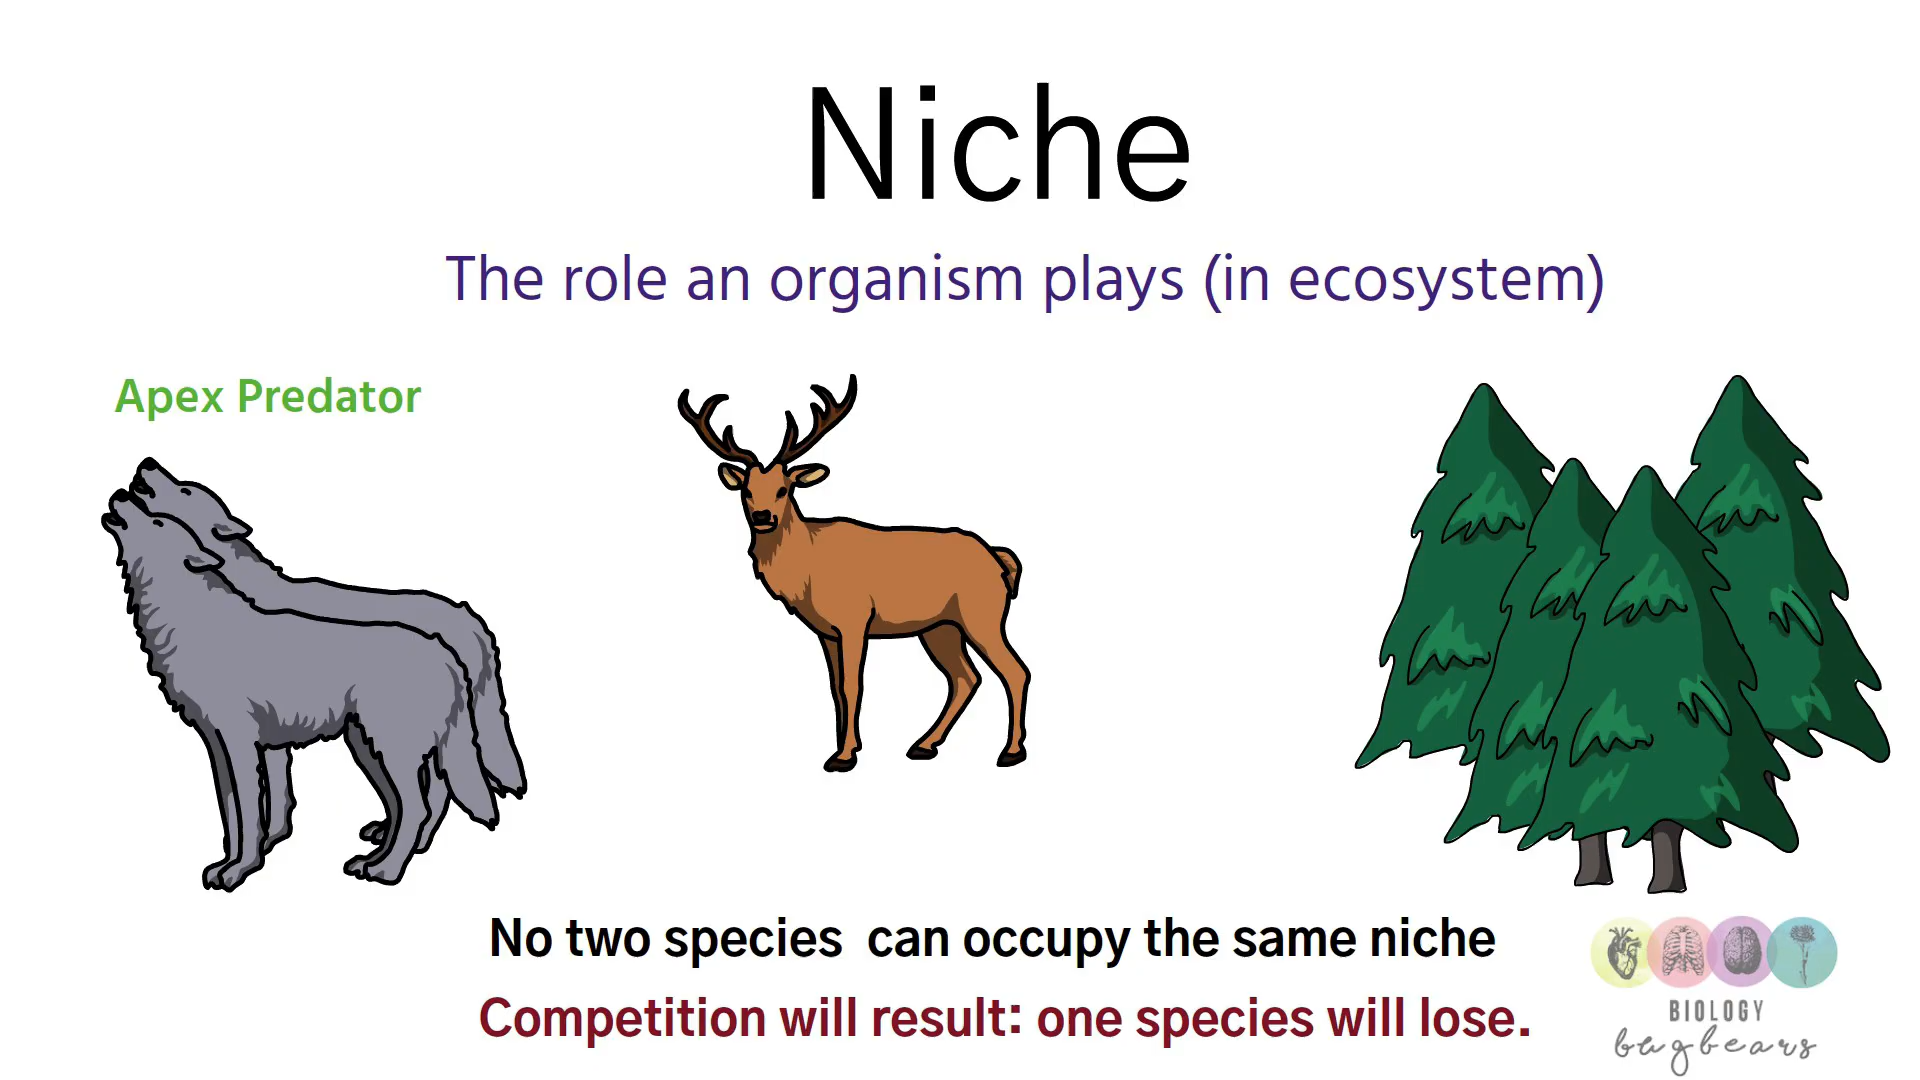 Niche
The role an organism plays (in ecosystem)
Apex Predator
No two species can occupy the same niche
Competition will result: one species will lose.
BIOLOGY
bugbears